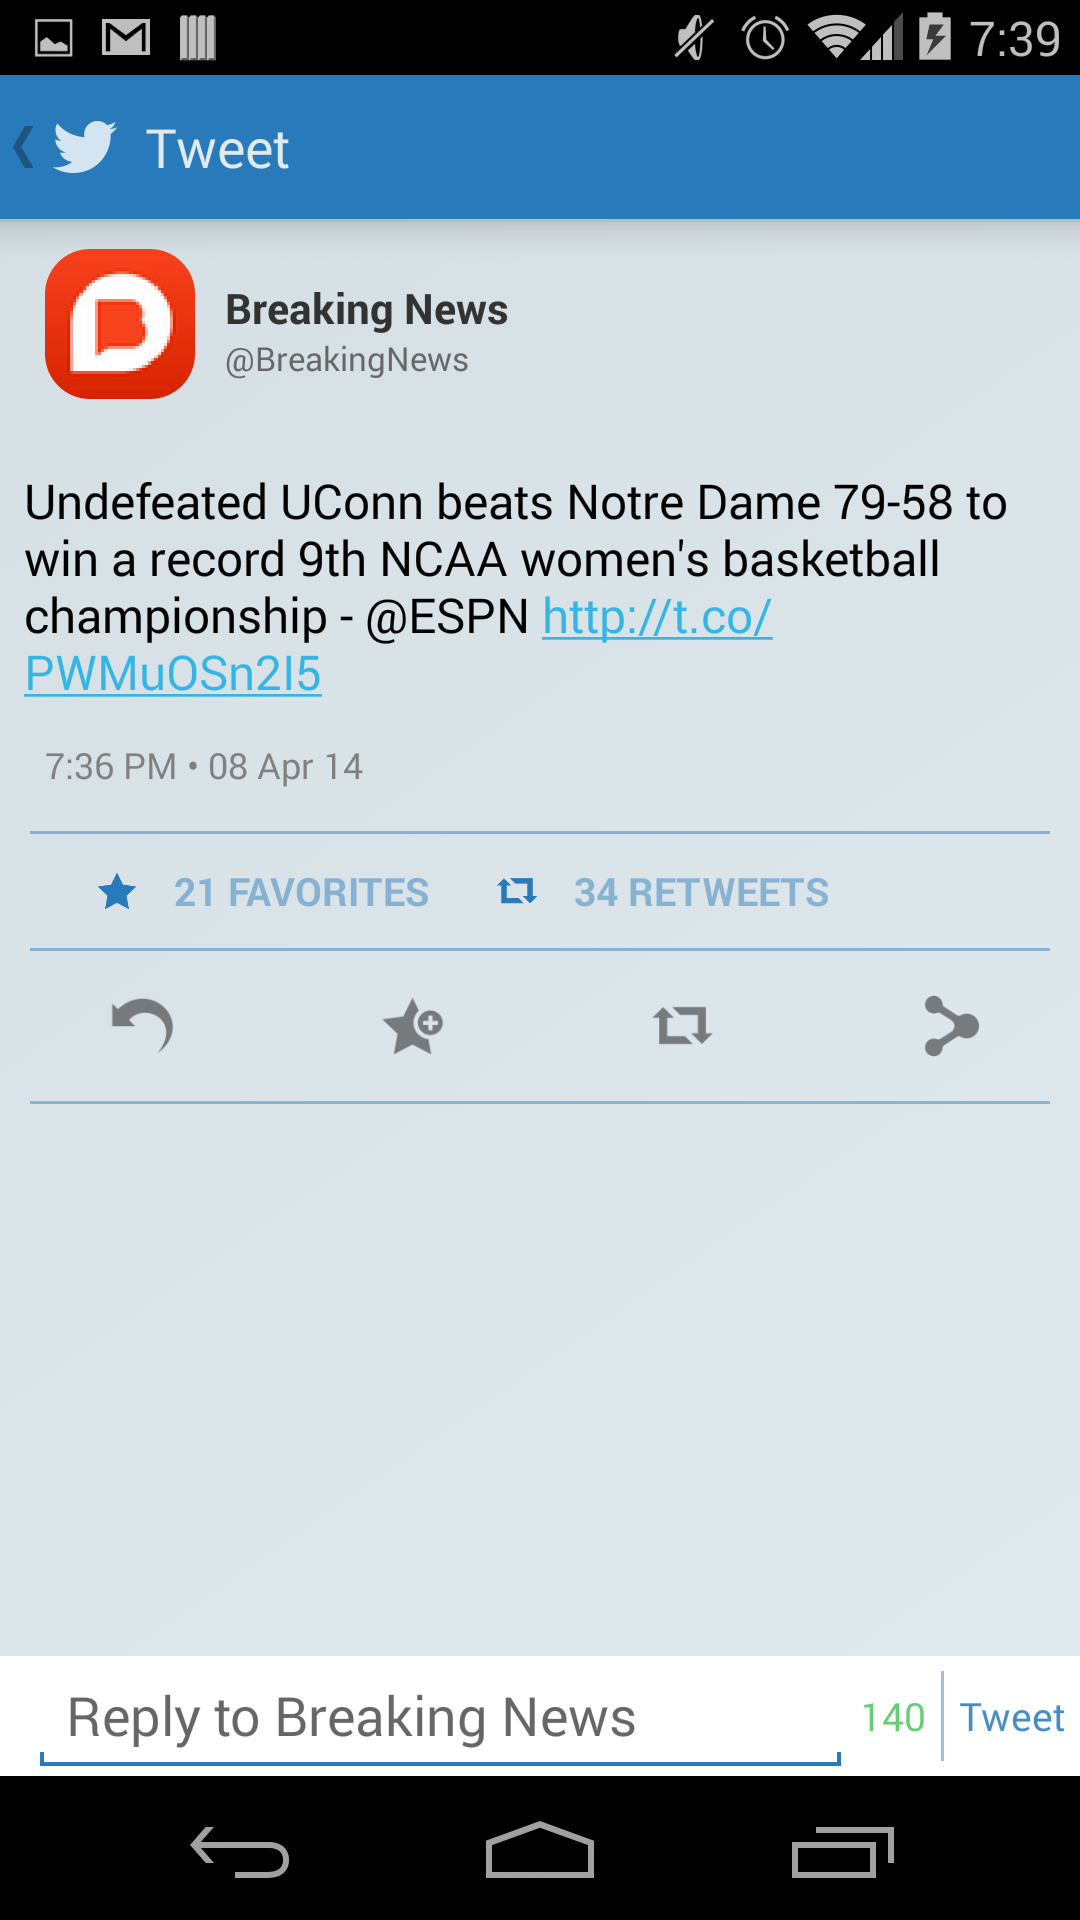 7:39
Tweet
Breaking News
@BreakingNews
Undefeated UConn beats Notre Dame 79-58 to
win a record 9th NCAA women's basketball
championship - @ESPN http://t.co/
PWMuOSn2I5
7:36 PM • 08 Apr 14
21 FAVORITES 34 RETWEETS
Reply to Breaking News 140 Tweet